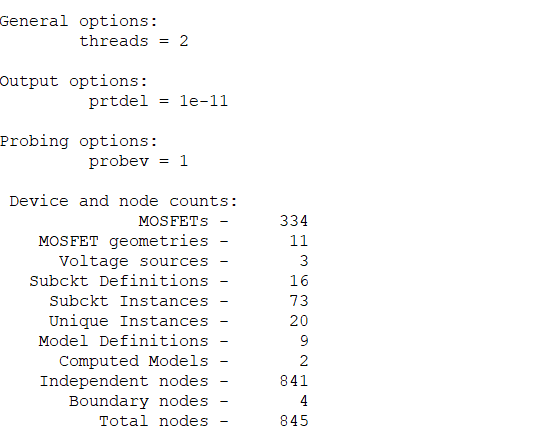 General options:
threads = 2
Output options:
prtdel = 1e-11
Probing options:
probev = 1
Device and node counts:
MOSFETs - 334
MOSFET geometries - 11
Voltage sources - 3
Subckt Definitions - 16
Subckt Instances - 73
Unique Instances - 20
Model Definitions - 9
Computed Models - 2
Independent nodes - 841
Boundary nodes - 4
Total nodes - 845